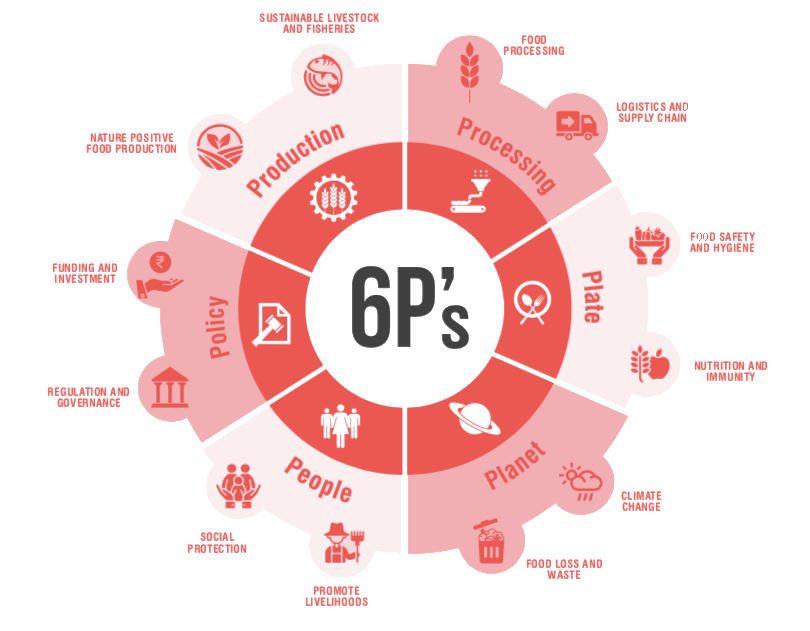 SUSTAINABLE LIVESTOCK
AND FISHERIES
FOOD
PROCESSING
LOGISTICS AND
SUPPLY CHAIN
NATURE POSITIVE
FOOD PRODUCTION
Production
Processing
FOOD SAFETY
AND HYGIENE
FUNDING AND
INVESTMENT
₹
Policy
6P's
Plate
NUTRITION AND
IMMUNITY
REGULATION AND
GOVERNANCE
People
Planet
CLIMATE
CHANGE
SOCIAL
PROTECTION
FOOD LOSS AND
WASTE
PROMOTE
LIVELIHOODS